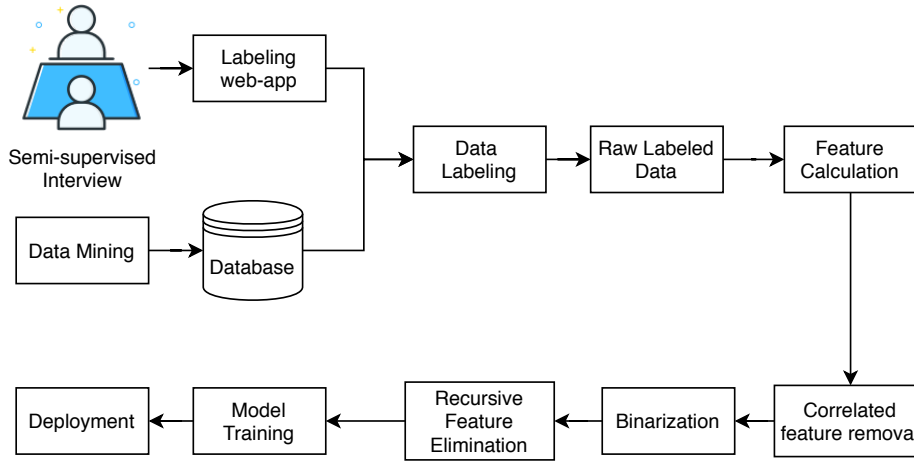 Labeling
web-app
Semi-supervised
Interview
Data
Labeling
Raw Labeled
Data
Feature
Calculation
Data Mining
Database
Deployment
Model
Training
Recursive
Feature
Elimination
Binarization
Correlated
feature removal